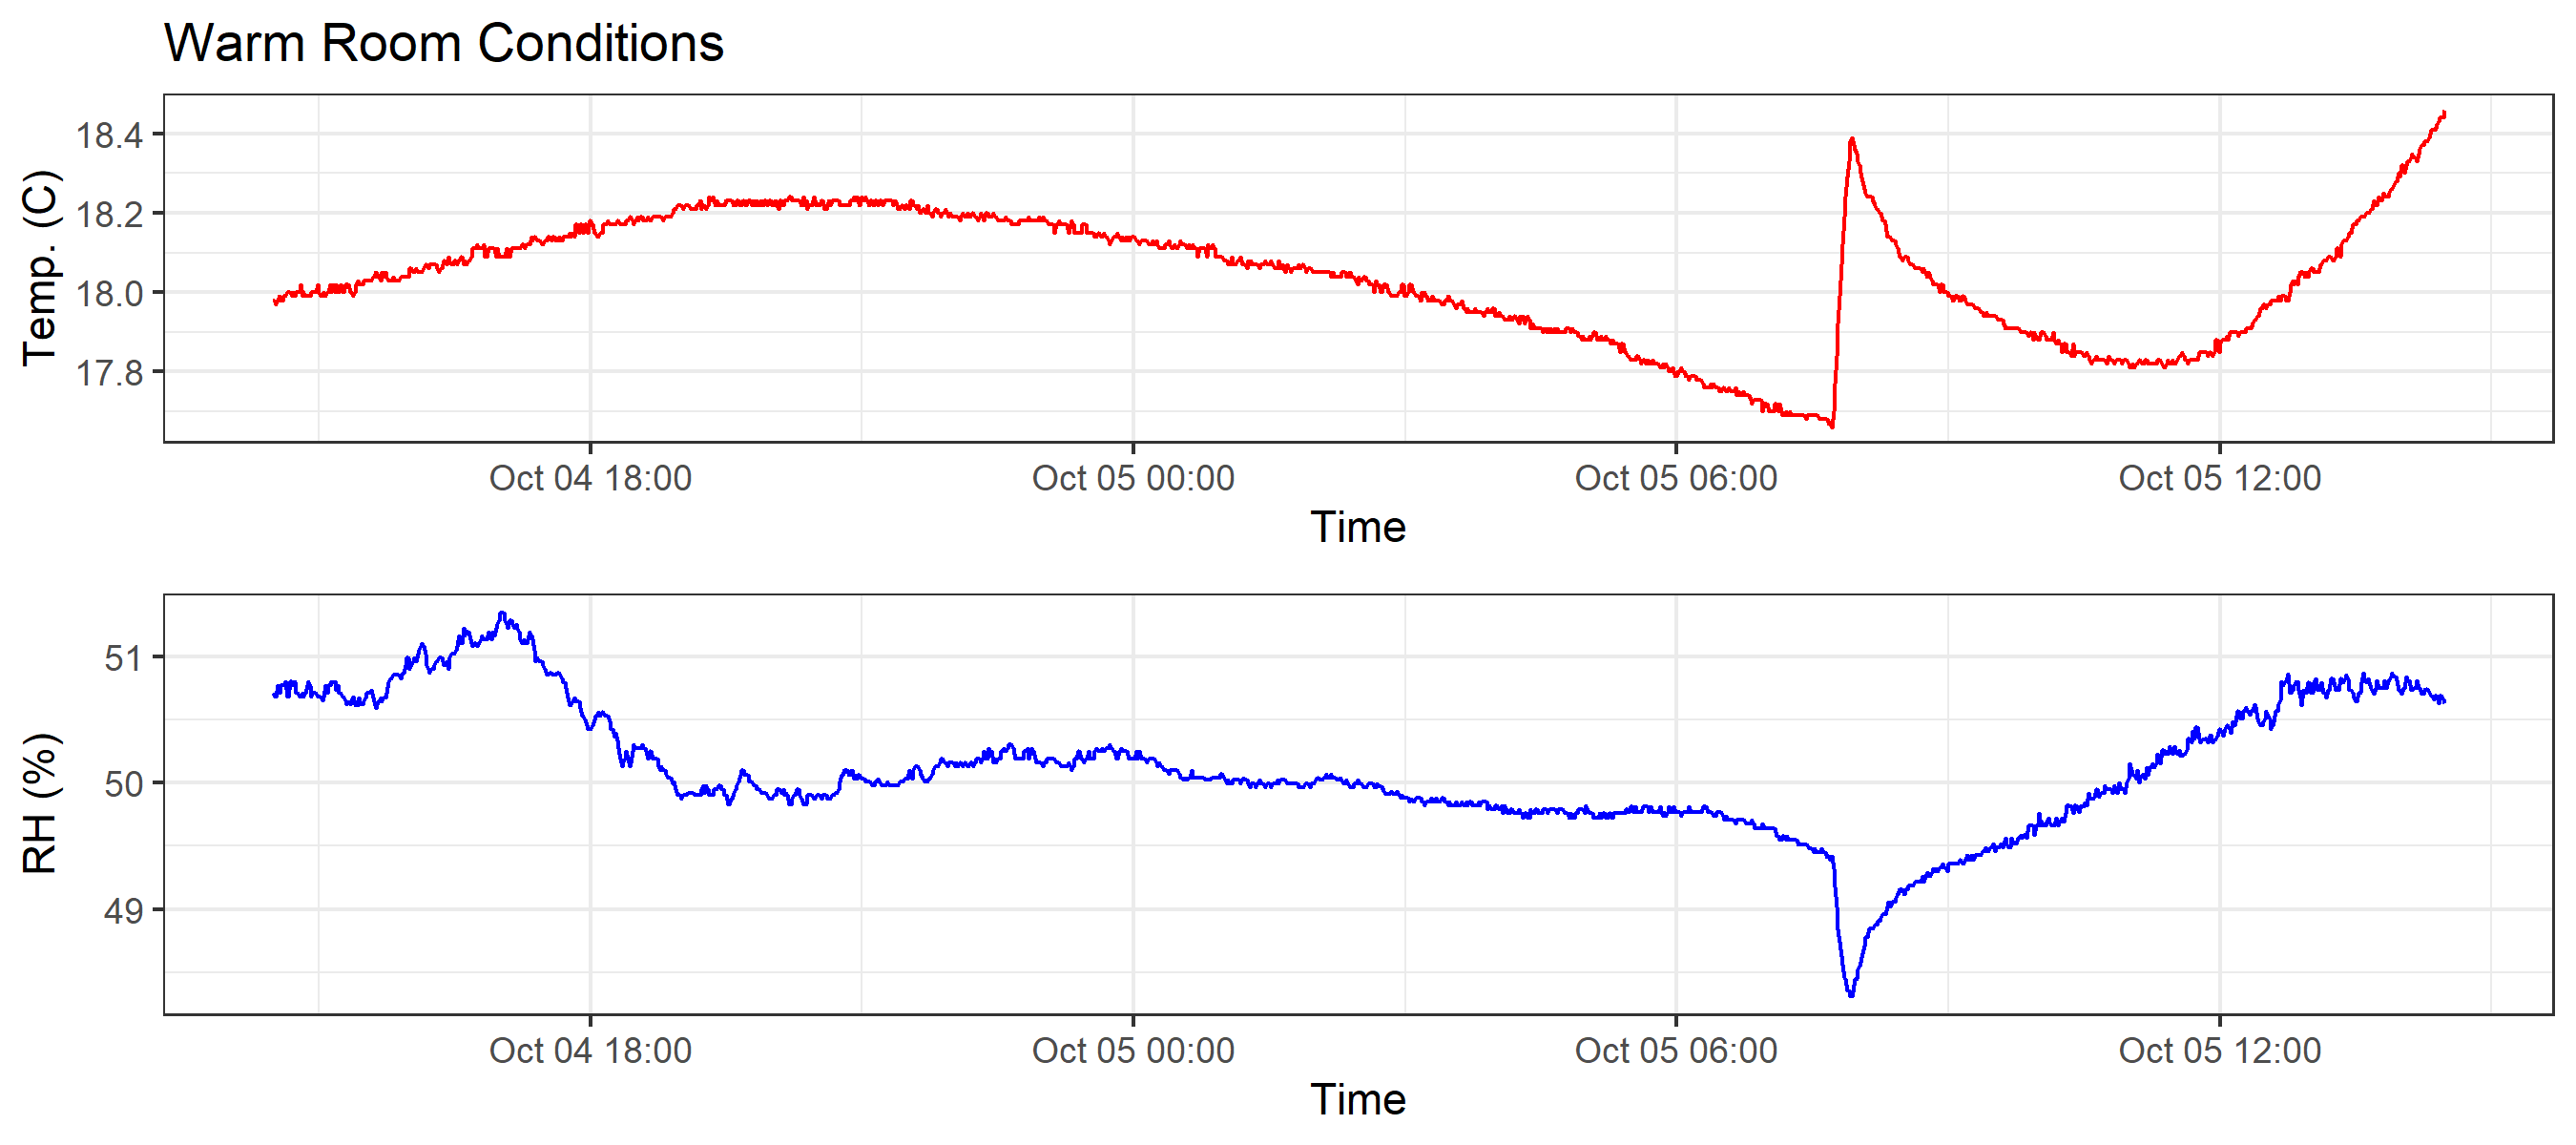 Warm Room Conditions
Temp. (C)
18.4
18.2
18.0
17.8
Oct 04 18:00 Oct 05 00:00 Oct 05 06:00 Oct 05 12:00
Time
RH (%)
51
50
49
Oct 04 18:00 Oct 05 00:00 Oct 05 06:00 Oct 05 12:00
Time